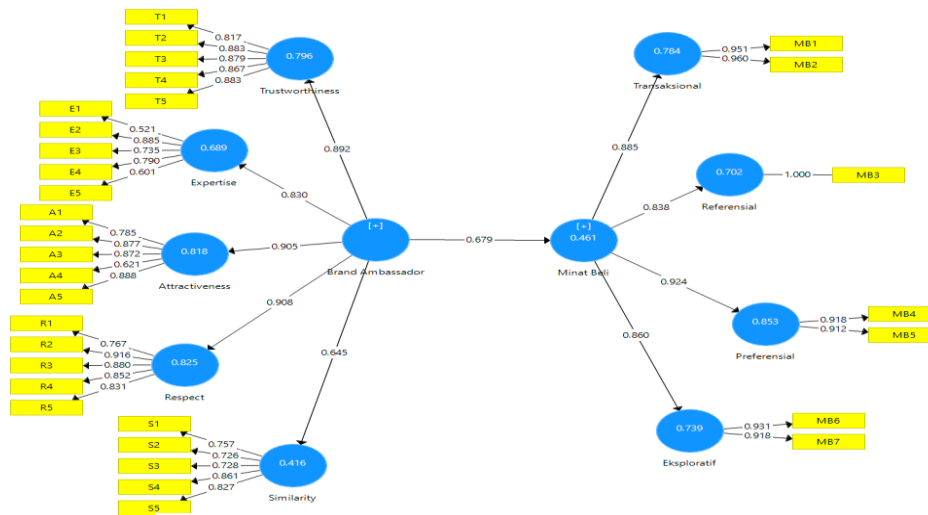 T1
T2
T3
T4
T5
0.817
0.883
0.879
0.867
0.883
0.796
Trustworthiness
E1
E2
E3
E4
E5
0.521
0.885
0.735
0.790
0.601
0.689
Expertise
A1
A2
A3
A4
A5
0.785
0.877
0.872
0.621
0.888
0.818
Attractiveness
R1
R2
R3
R4
R5
0.767
0.916
0.880
0.852
0.831
0.825
Respect
S1
S2
S3
S4
S5
0.757
0.726
0.728
0.861
0.827
0.416
Similarity
0.892
0.830
0.905
0.908
0.645
[+]
Brand Ambassador
0.679
[+]
0.461
Minat Beli
0.885
0.838
0.924
0.860
0.784
Transaksional
0.951
0.960
MB1
MB2
0.702
Referensial
1.000
MB3
0.853
Preferensial
0.918
0.912
MB4
MB5
0.739
Eksploratif
0.931
0.918
MB6
MB7